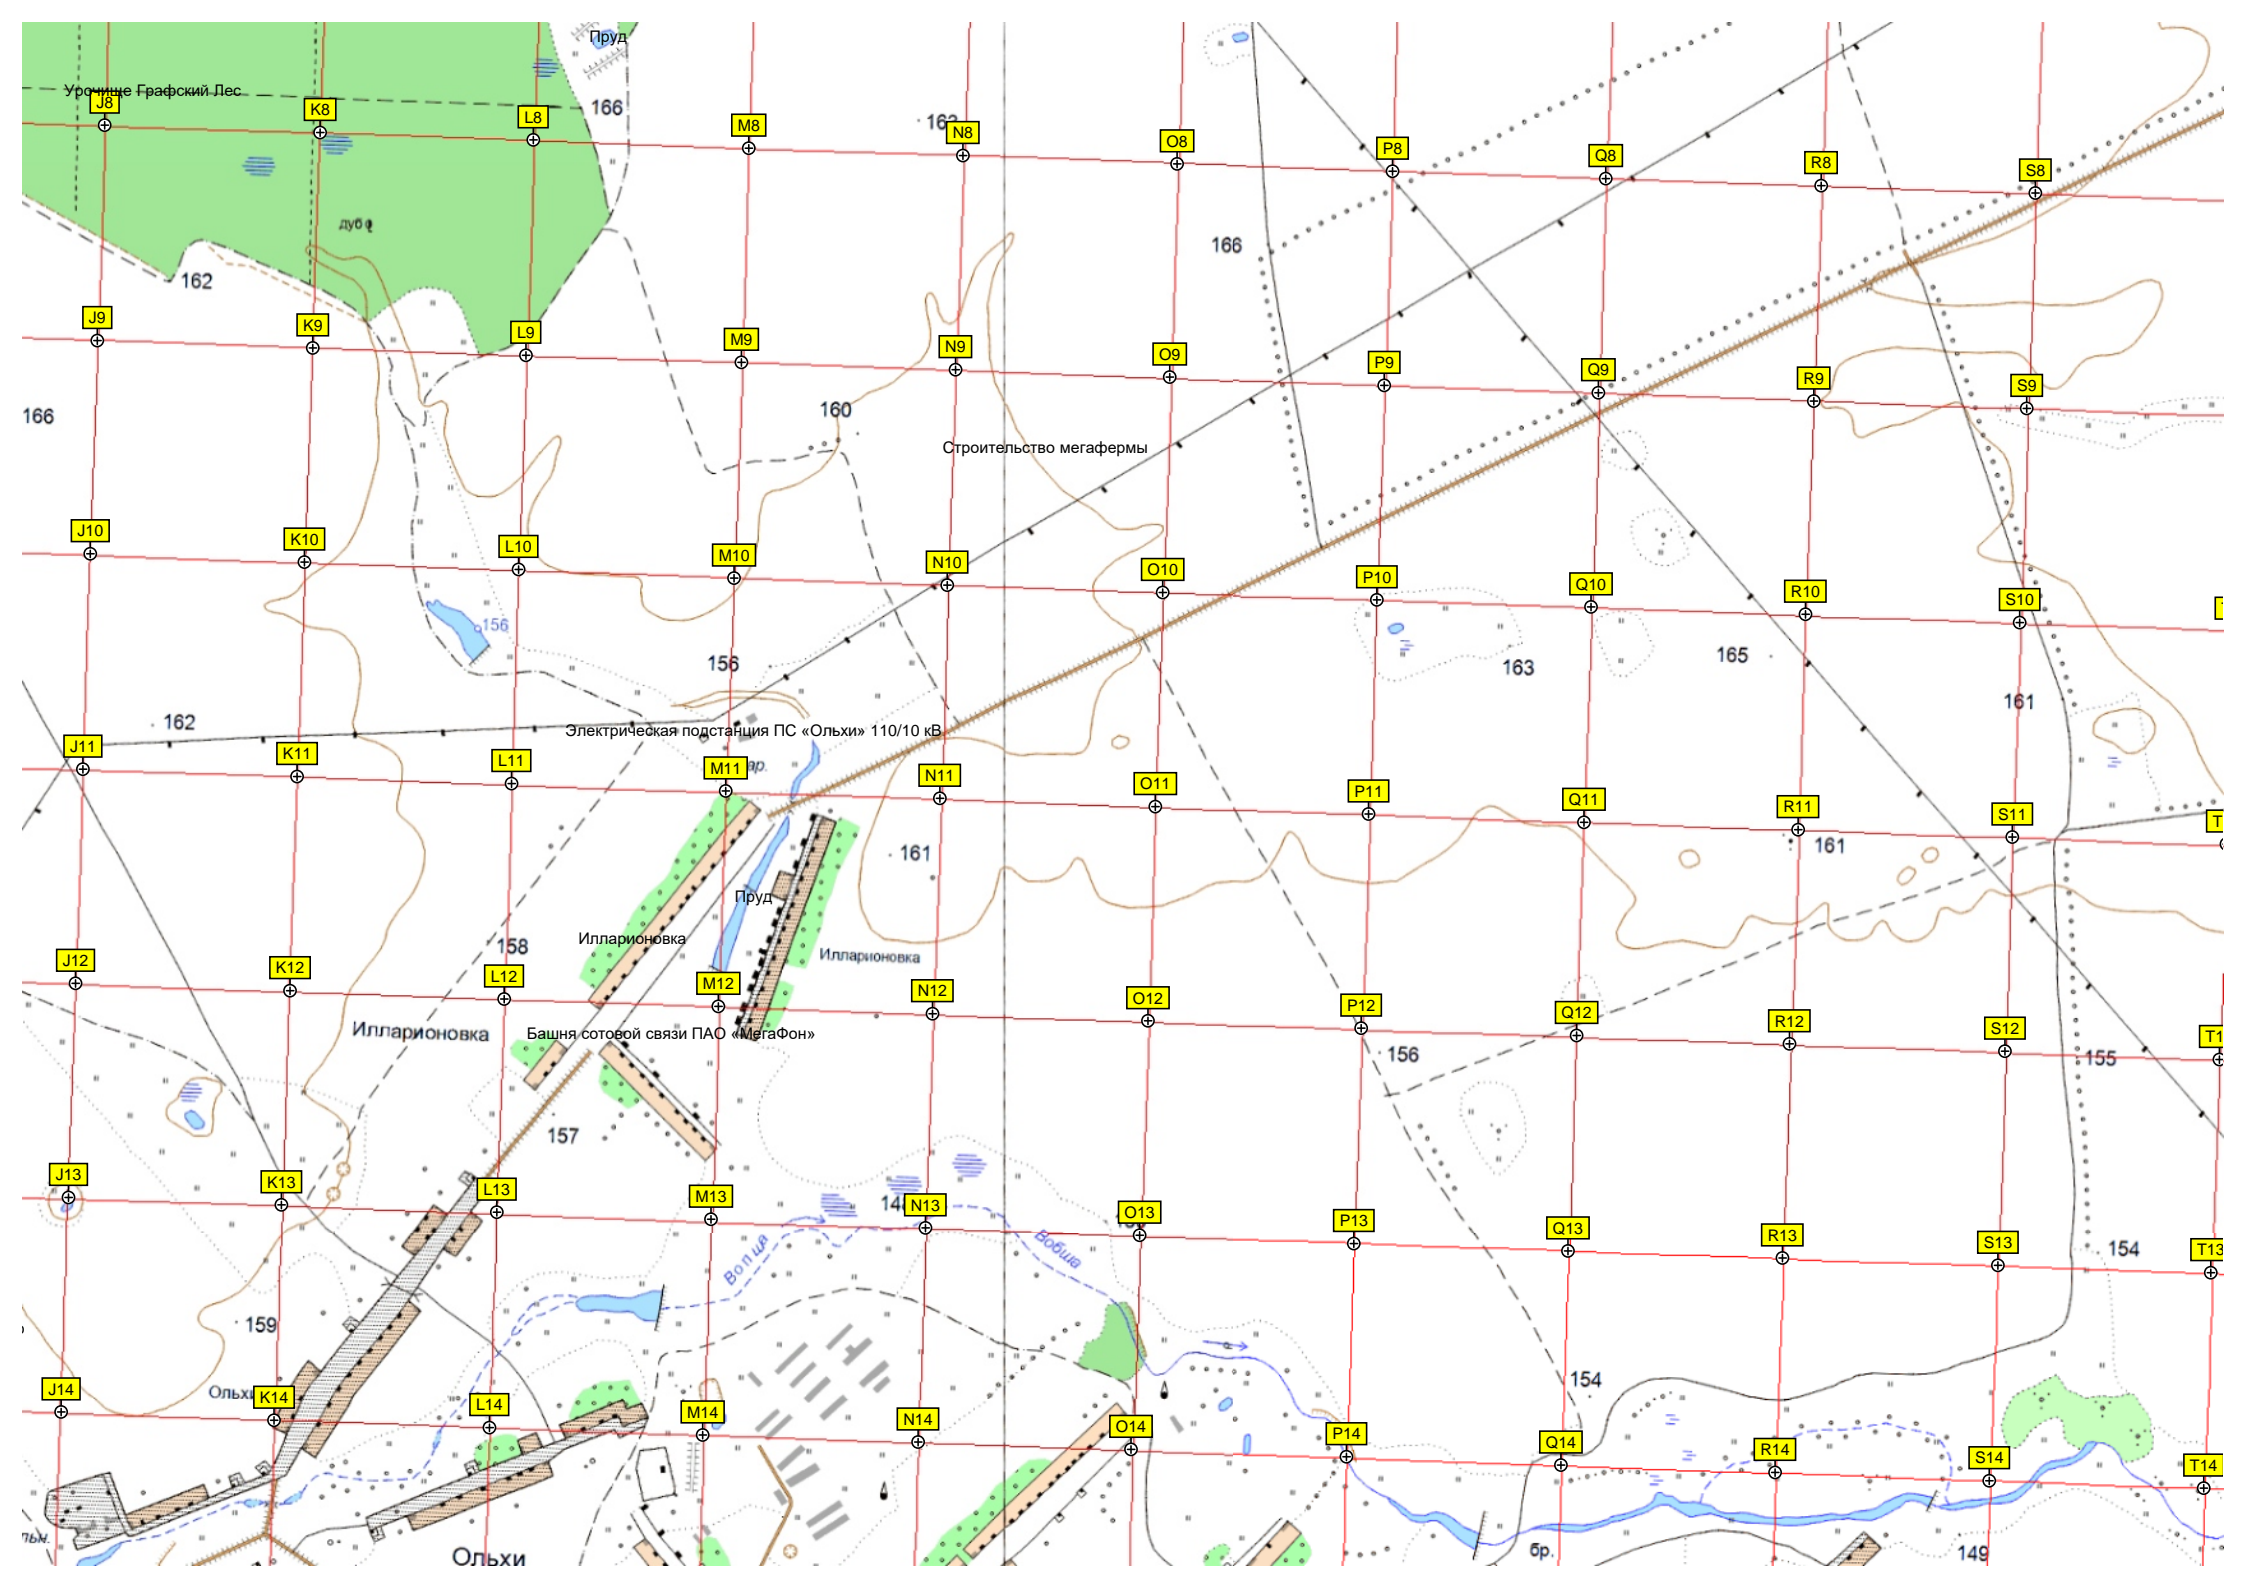 Пруд
Урочище Графский Лес
J8
K8
166
L8
M8
N8
O8
P8
Q8
R8
S8
дуб
162
166
J9
K9
L9
M9
N9
O9
P9
Q9
R9
S9
166
160
Строительство мегафермы
J10
K10
L10
M10
N10
O10
P10
Q10
R10
S10
156
156
163
165
161
162
Электрическая подстанция ПС «Ольхи» 110/10 кВ
J11
K11
L11
M11
ар.
N11
O11
P11
Q11
R11
S11
161
161
Пруд
158
Илларионовка
Илларионовка
J12
K12
L12
M12
N12
O12
P12
Q12
R12
S12
Илларионовка
Башня сотовой связи ПАО «МегаФон»
156
155
157
J13
K13
L13
M13
N13
O13
P13
Q13
R13
S13
T13
154
Вопща
Вобша
159
154
J14
K14
L14
M14
N14
O14
P14
Q14
R14
S14
T14
льн.
Ольхи
бр.
149